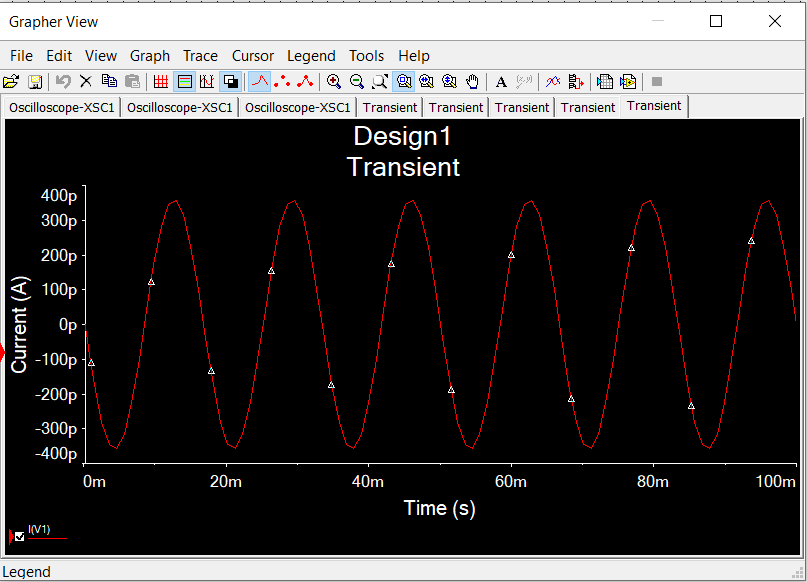 Grapher View
File Edit View Graph Trace Cursor Legend Tools Help
A
Oscilloscope-XSC1 Oscilloscope-XSC1 Oscilloscope-XSC1 Transient Transient Transient Transient Transient
Design1
Transient
Current (A)
400p
300p
200p
100p
0p
-100p
-200p
-300p
-400p
0m 20m 40m 60m 80m 100m
Time (s)
I(V1)
Legend